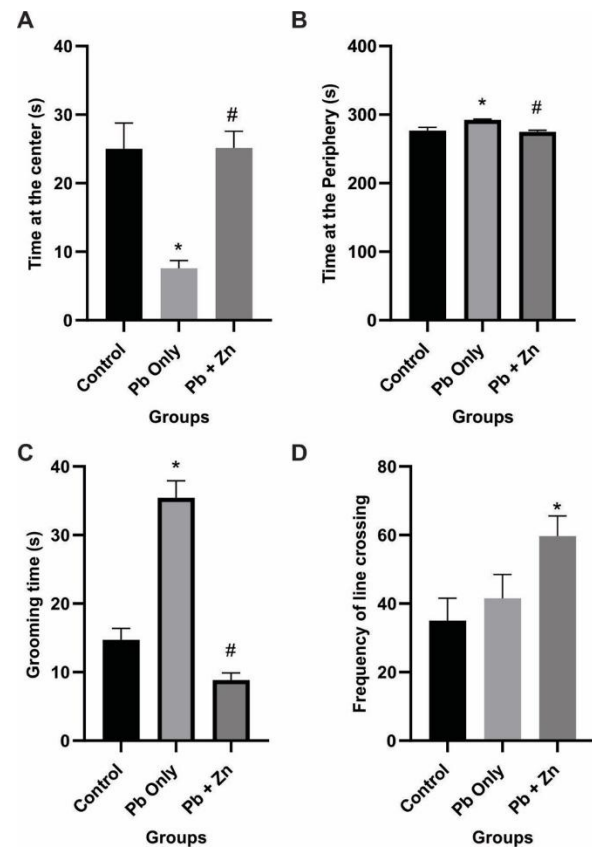 A
Time at the center (s)
40
30
20
10
0
#
*
Control
Pb Only
Pb + Zn
Groups
B
Time at the Periphery (s)
400
300
200
100
0
*
#
Control
Pb Only
Pb + Zn
Groups
C
Grooming time (s)
40
30
20
10
0
*
#
Control
Pb Only
Pb + Zn
Groups
D
Frequency of line crossing
80
60
40
20
0
*
Control
Pb Only
Pb + Zn
Groups